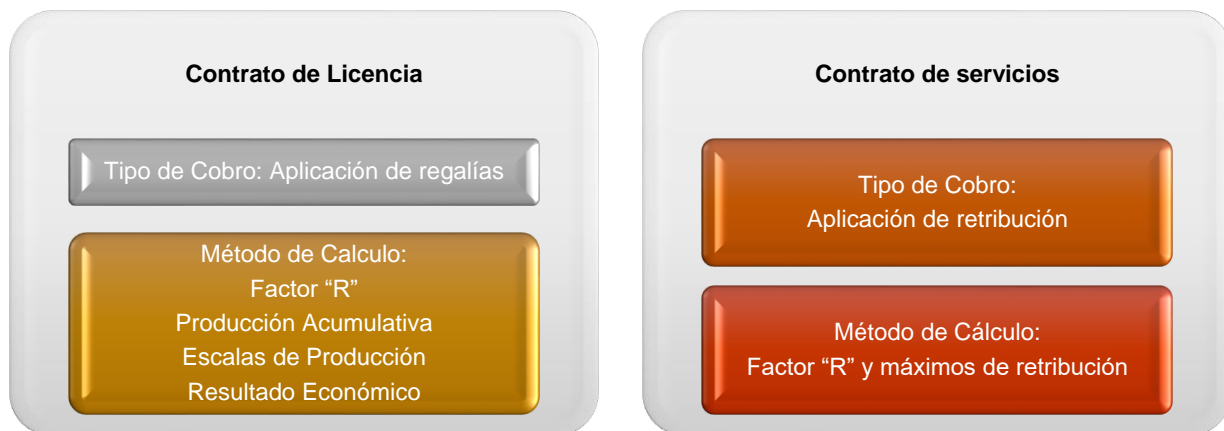 Contrato de Licencia
Tipo de Cobro: Aplicación de regalías
Método de Calculo:
Factor “R”
Producción Acumulativa
Escalas de Producción
Resultado Económico
Contrato de servicios
Tipo de Cobro:
Aplicación de retribución
Método de Cálculo:
Factor “R” y máximos de retribución